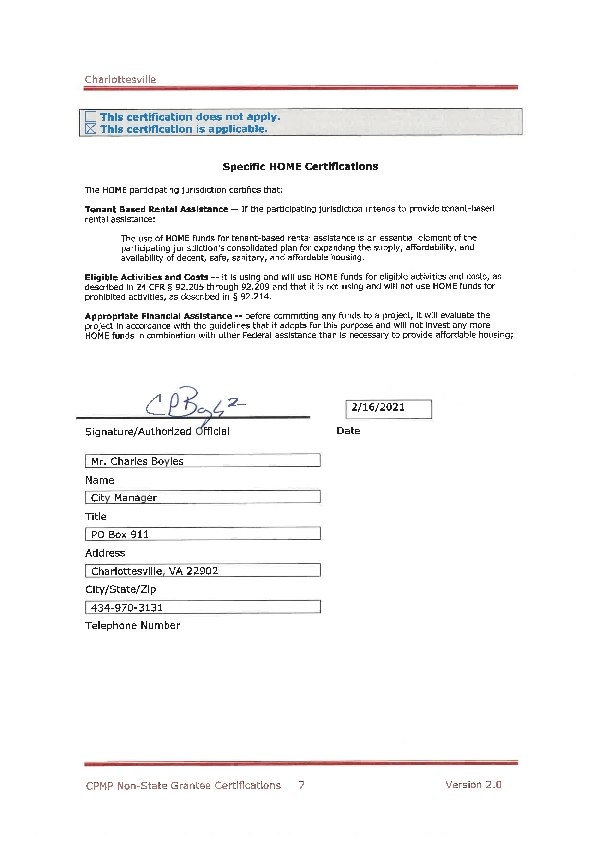 Charlottesville
This certification does not apply.
This certification is applicable.
Specific HOME Certifications
The HOME participating jurisdiction certifies that:
Tenant Based Rental Assistance -- If the participating jurisdiction intends to provide tenant-based
rental assistance:
The use of HOME funds for tenant-based rental assistance is an essential element of the
participating jurisdiction's consolidated plan for expanding the supply, affordability, and
availability of decent, safe, sanitary, and affordable housing.
Eligible Activities and Costs -- it is using and will use HOME funds for eligible activities and costs, as
described in 24 CFR § 92.205 through 92.209 and that it is not using and will not use HOME funds for
prohibited activities, as described in § 92.214.
Appropriate Financial Assistance -- before committing any funds to a project, it will evaluate the
project in accordance with the guidelines that it adopts for this purpose and will not invest any more
HOME funds in combination with other Federal assistance than is necessary to provide affordable housing;
2/16/2021
Signature/Authorized Official
Date
Mr. Charles Boyles
Name
City Manager
Title
PO Box 911
Address
Charlottesville, VA 22902
City/State/Zip
434-970-3131
Telephone Number
CPMP Non-State Grantee Certifications 7 Version 2.0